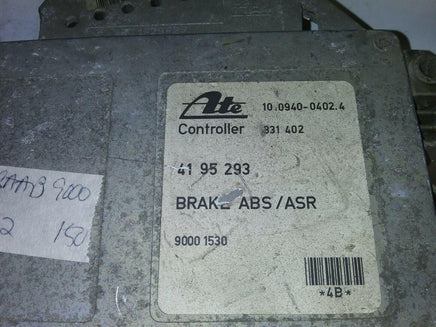 SAAB 9000
2 150
Ate 10.0940-0402.4
Controller 331 402
41 95 293
BRAKE ABS/ASR
9000 1530
*4B*